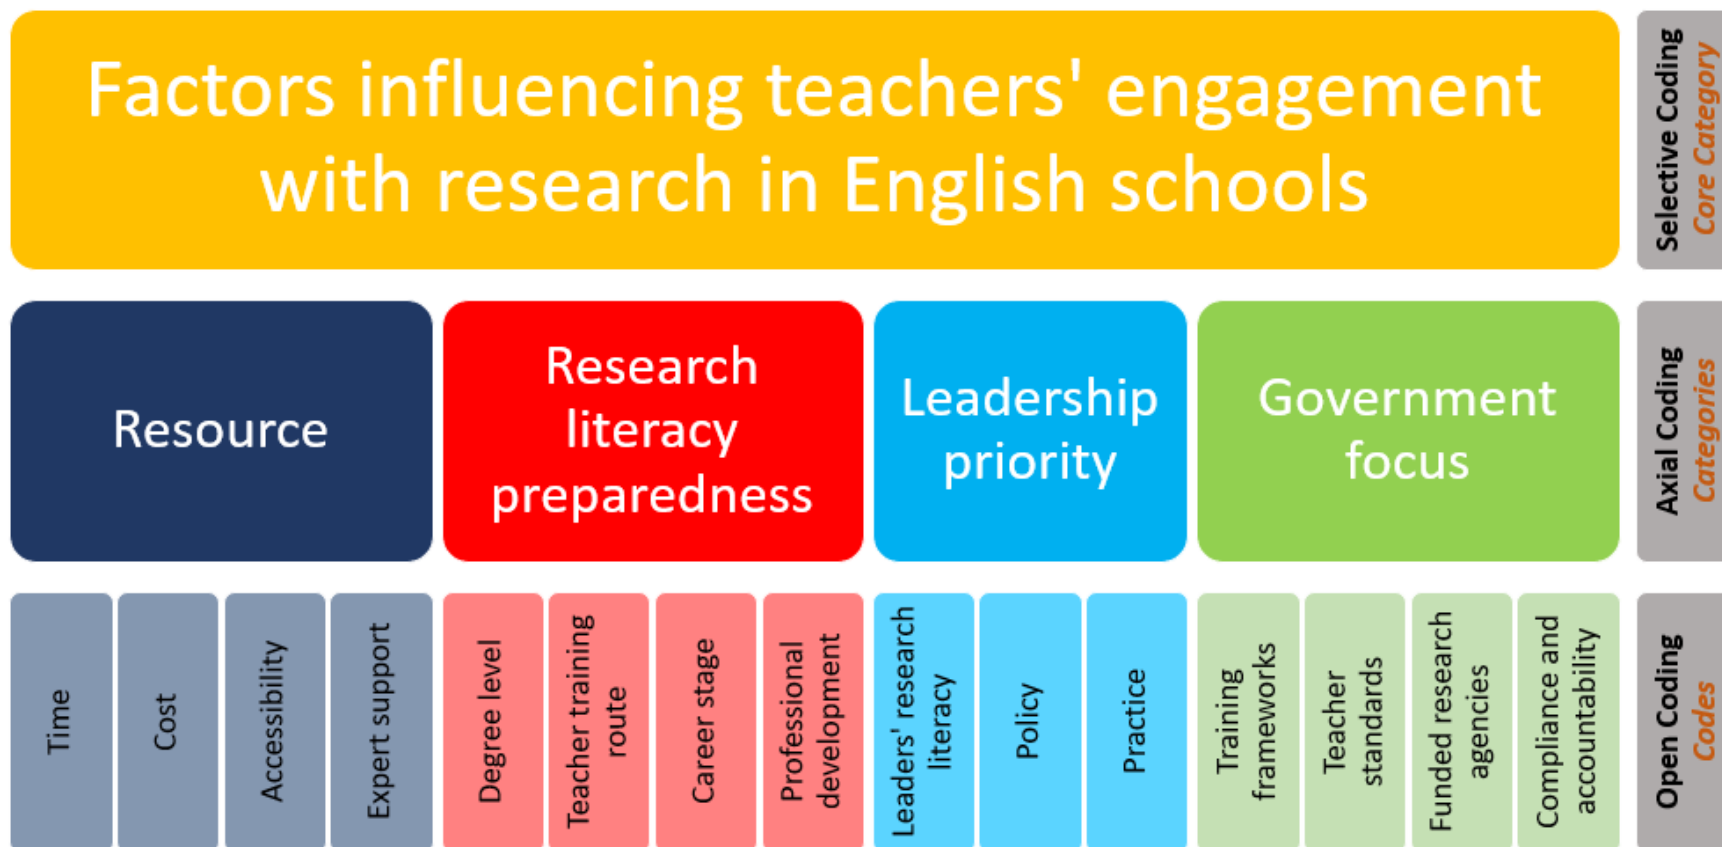 Factors influencing teachers' engagement
with research in English schools
Selective Coding
Core Category
Resource
Research
literacy
preparedness
Leadership
priority
Government
focus
Axial Coding
Categories
Time
Cost
Accessibility
Expert support
Degree level
Teacher training
route
Career stage
Professional
development
Leaders' research
literacy
Policy
Practice
Training
frameworks
Teacher
standards
Funded research
agencies
Compliance and
accountability
Open Coding
Codes